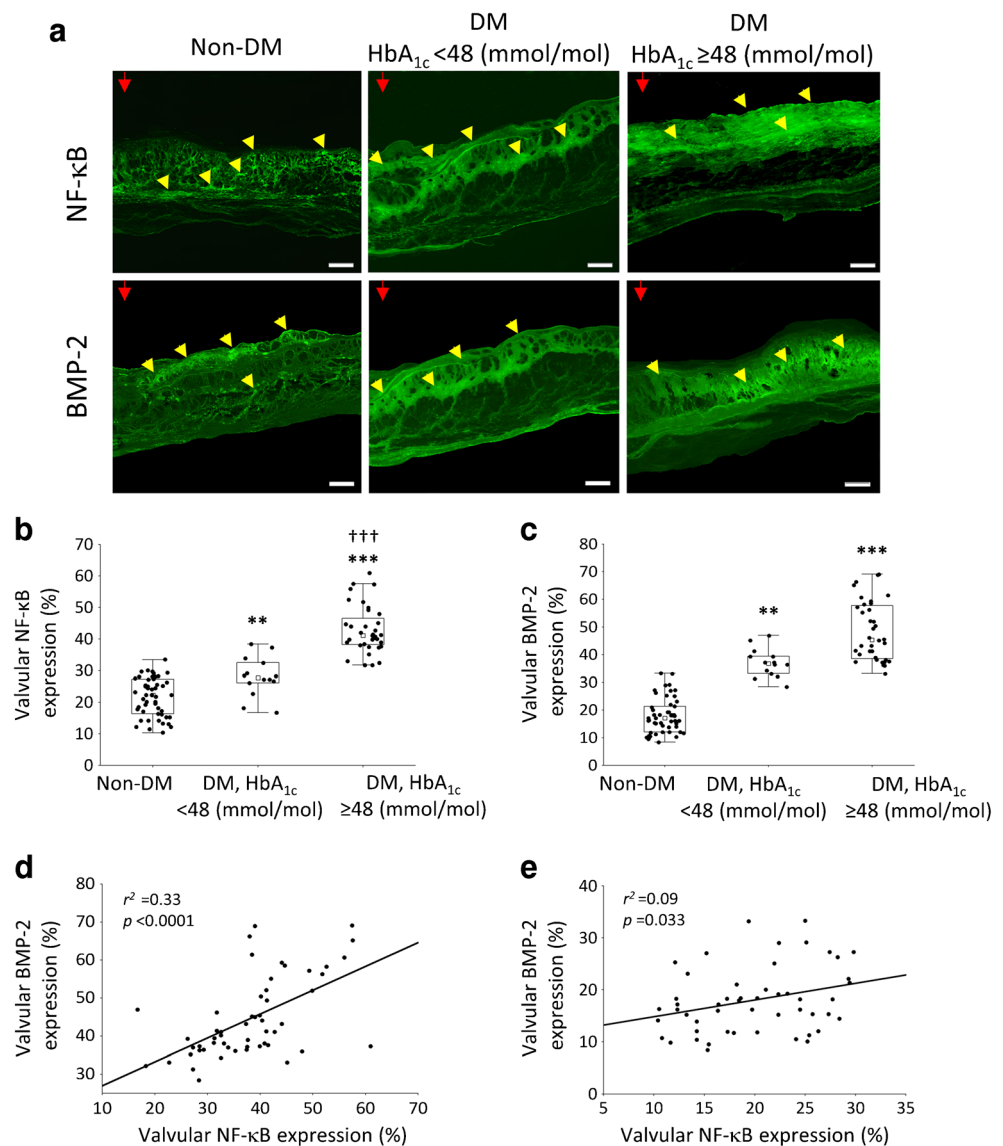 a
Non-DM
DM
HbA1c <48 (mmol/mol)
DM
HbA1c ≥48 (mmol/mol)
NF-κB
BMP-2
b
Valvular NF-κB
expression (%)
70
60
50
40
30
20
10
0
**
†††
***
Non-DM
DM, HbA1c
<48 (mmol/mol)
DM, HbA1c
≥48 (mmol/mol)
c
Valvular BMP-2
expression (%)
80
70
60
50
40
30
20
10
0
**
***
Non-DM
DM, HbA1c
<48 (mmol/mol)
DM, HbA1c
≥48 (mmol/mol)
d
Valvular BMP-2
expression (%)
r2 =0.33
p <0.0001
80
70
60
50
40
30
10
20
30
40
50
60
70
Valvular NF-κB expression (%)
e
Valvular BMP-2
expression (%)
r2 =0.09
p =0.033
40
30
20
10
0
5
10
15
20
25
30
35
Valvular NF-κB expression (%)